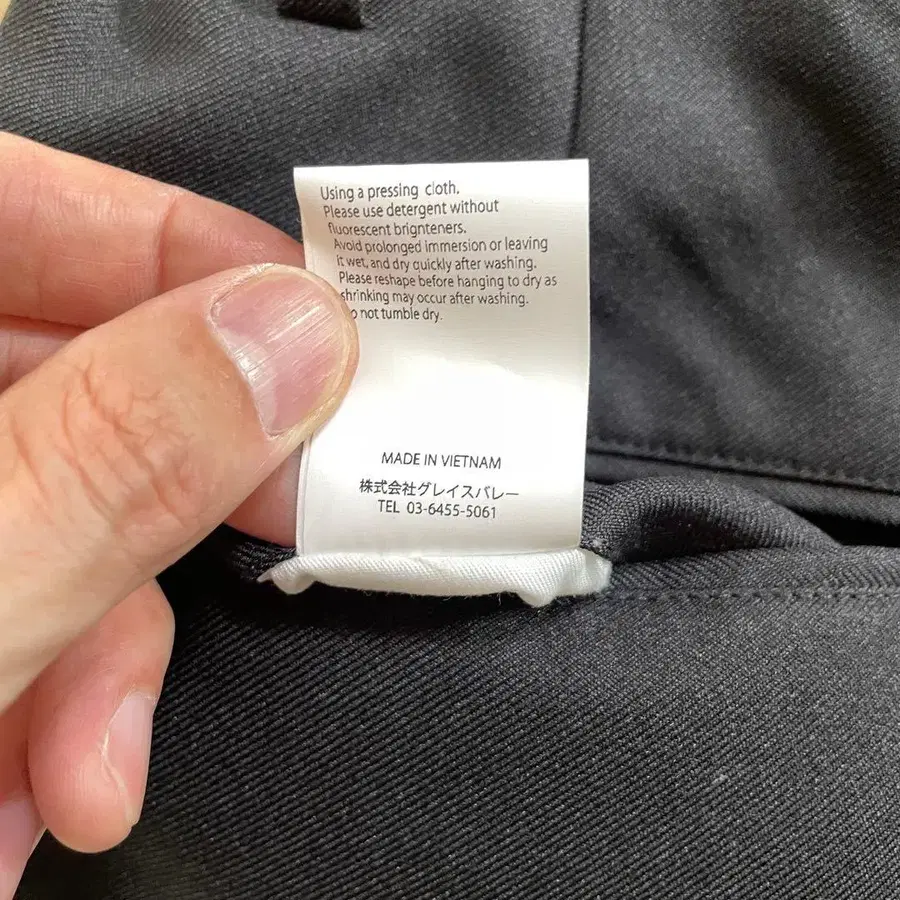 Using a pressing cloth.
Please use detergent without
fluorescent brighteners.
Avoid prolonged immersion or leaving
it wet, and dry quickly after washing.
Please reshape before hanging to dry as
shrinking may occur after washing.
o not tumble dry.
MADE IN VIETNAM
株式会社グレイスバレー
TEL 03-6455-5061